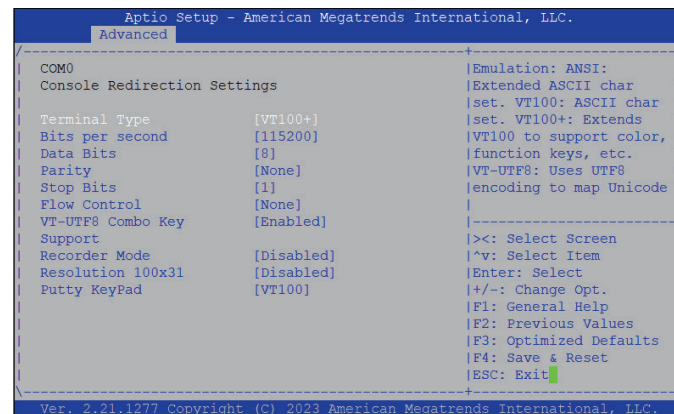 Aptio Setup - American Megatrends International, LLC.
Advanced
/----------------------------------------------------+----------------------
| COM0 |Emulation: ANSI:
| Console Redirection Settings |Extended ASCII char
| |set. VT100: ASCII char
| Terminal Type [VT100+] |set. VT100+: Extends
| Bits per second [115200] |VT100 to support color,
| Data Bits [8] |function keys, etc.
| Parity [None] |VT-UTF8: Uses UTF8
| Stop Bits [1] |encoding to map Unicode
| Flow Control [None] |
| VT-UTF8 Combo Key [Enabled] |----------------------
| Support |><: Select Screen
| Recorder Mode [Disabled] |^v: Select Item
| Resolution 100x31 [Disabled] |Enter: Select
| Putty KeyPad [VT100] |+/-: Change Opt.
| |F1: General Help
| |F2: Previous Values
| |F3: Optimized Defaults
| |F4: Save & Reset
| |ESC: Exit
\----------------------------------------------------+----------------------
Ver. 2.21.1277 Copyright (C) 2023 American Megatrends International, LLC.